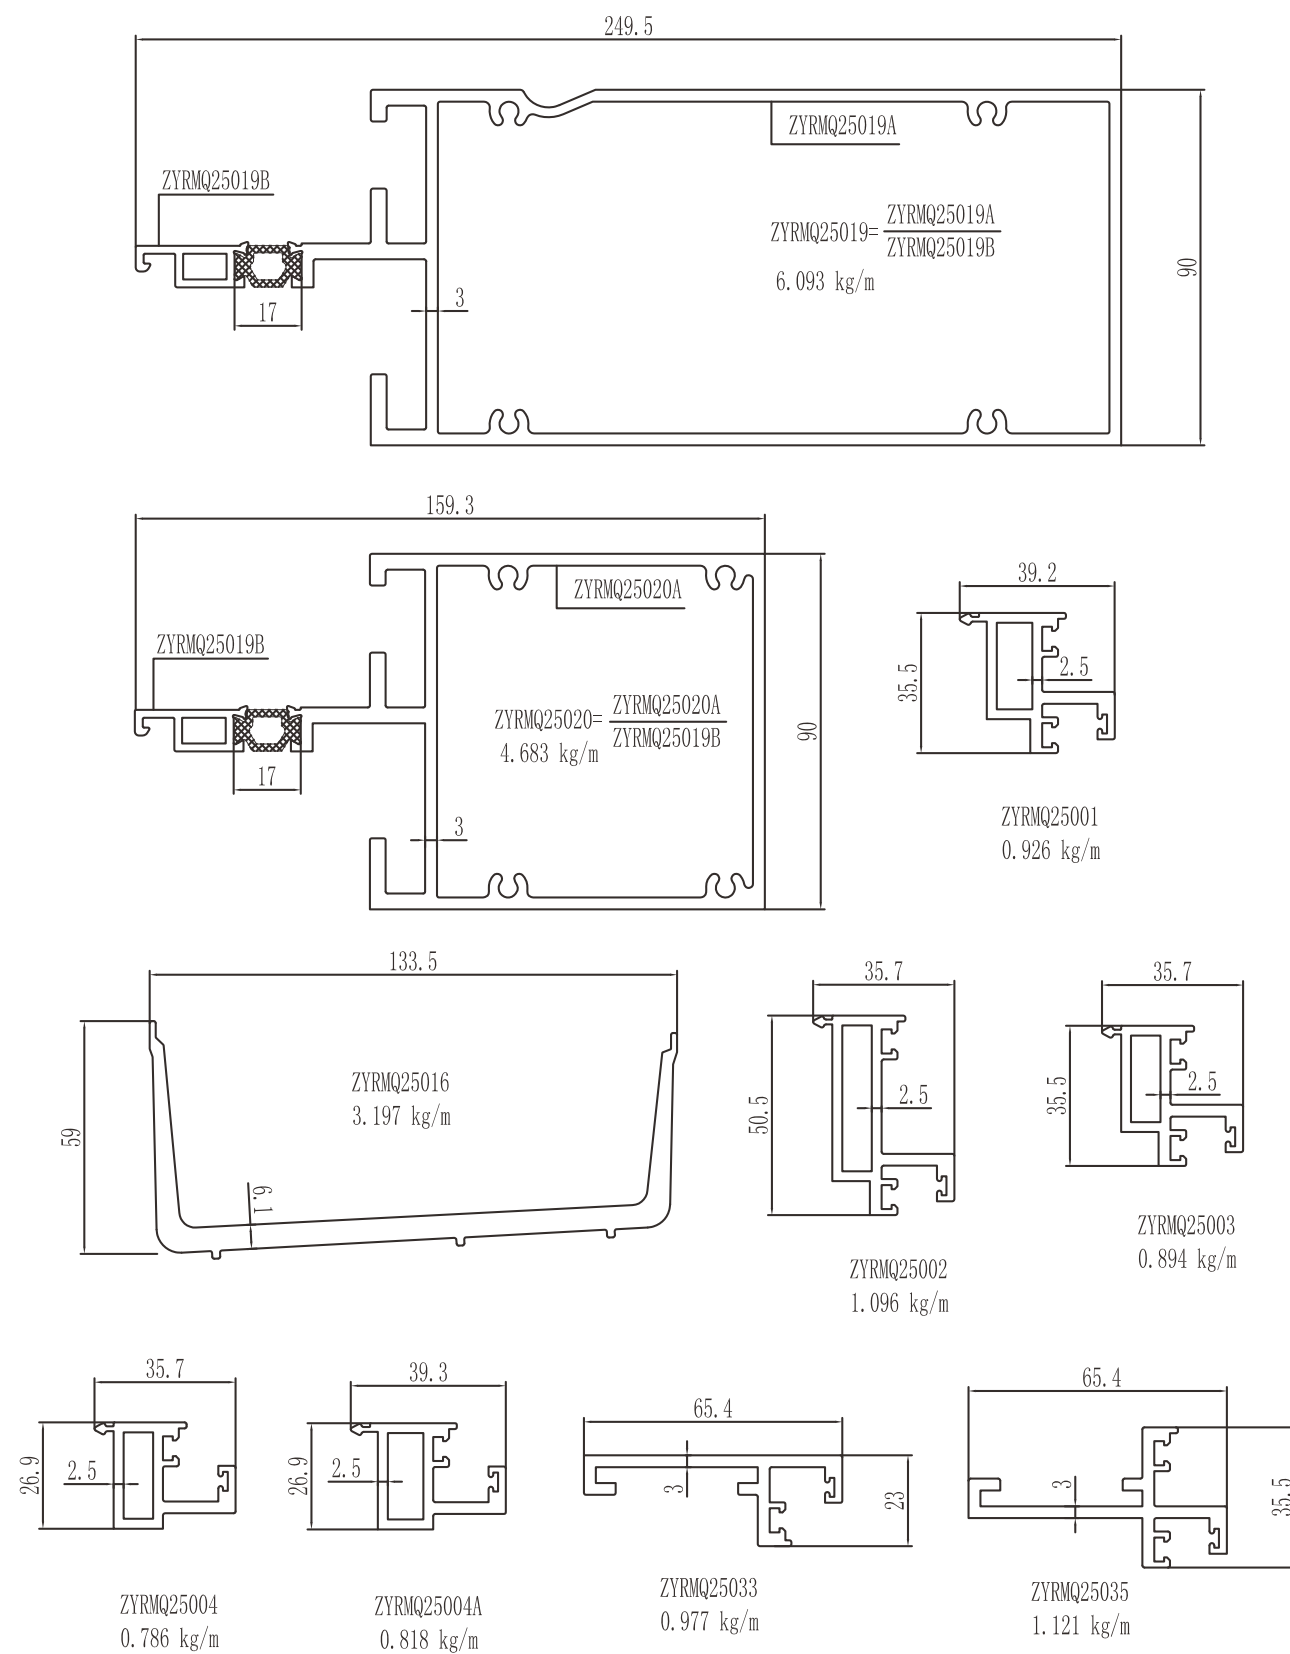 249.5
ZYRMQ25019A
ZYRMQ25019B
ZYRMQ25019=
ZYRMQ25019A
ZYRMQ25019B
6.093 kg/m
90
3
17
159.3
ZYRMQ25020A
ZYRMQ25019B
ZYRMQ25020=
ZYRMQ25020A
ZYRMQ25019B
4.683 kg/m
90
17
3
39.2
35.5
2.5
ZYRMQ25001
0.926 kg/m
133.5
59
ZYRMQ25016
3.197 kg/m
6.1
35.7
50.5
2.5
ZYRMQ25002
1.096 kg/m
35.7
35.5
2.5
ZYRMQ25003
0.894 kg/m
35.7
26.9
2.5
ZYRMQ25004
0.786 kg/m
39.3
26.9
2.5
ZYRMQ25004A
0.818 kg/m
65.4
3
23
ZYRMQ25033
0.977 kg/m
65.4
3
35.5
ZYRMQ25035
1.121 kg/m